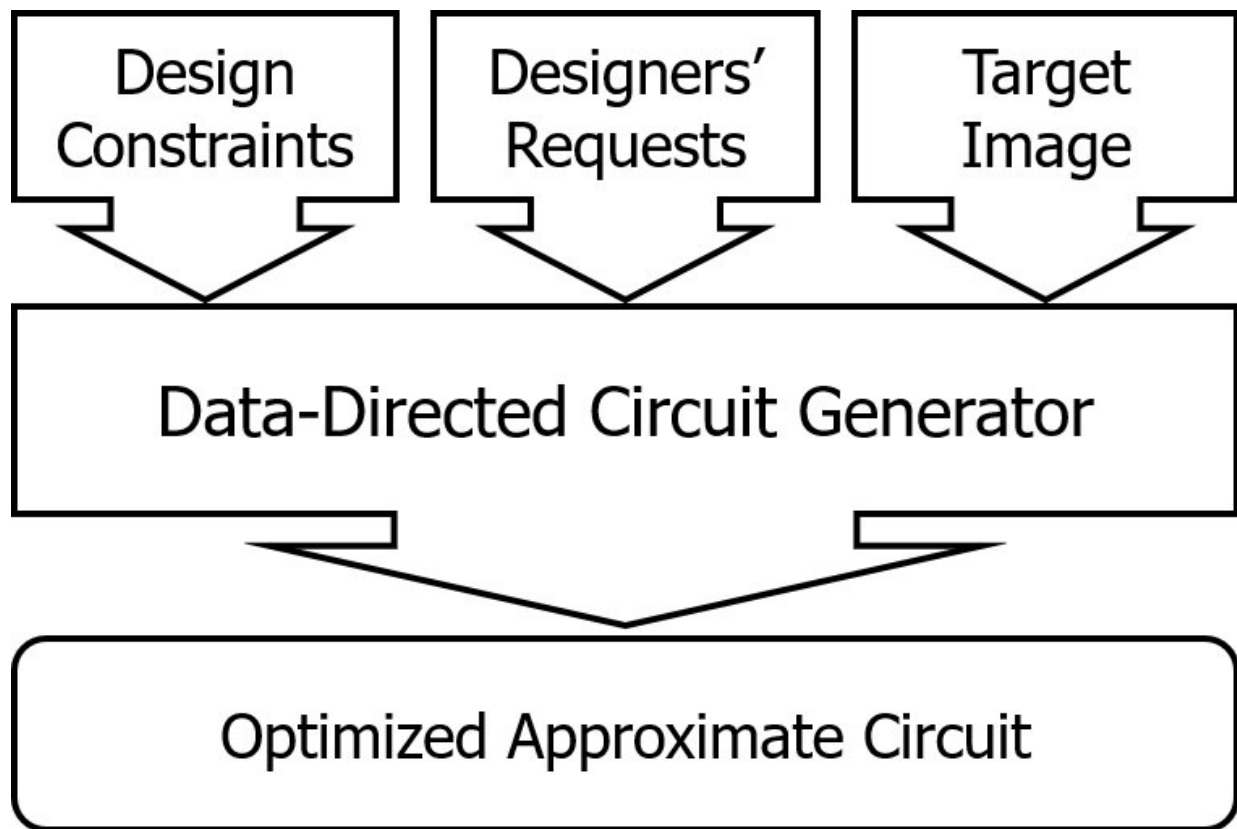 Design
Constraints
Designers’
Requests
Target
Image
Data-Directed Circuit Generator
Optimized Approximate Circuit